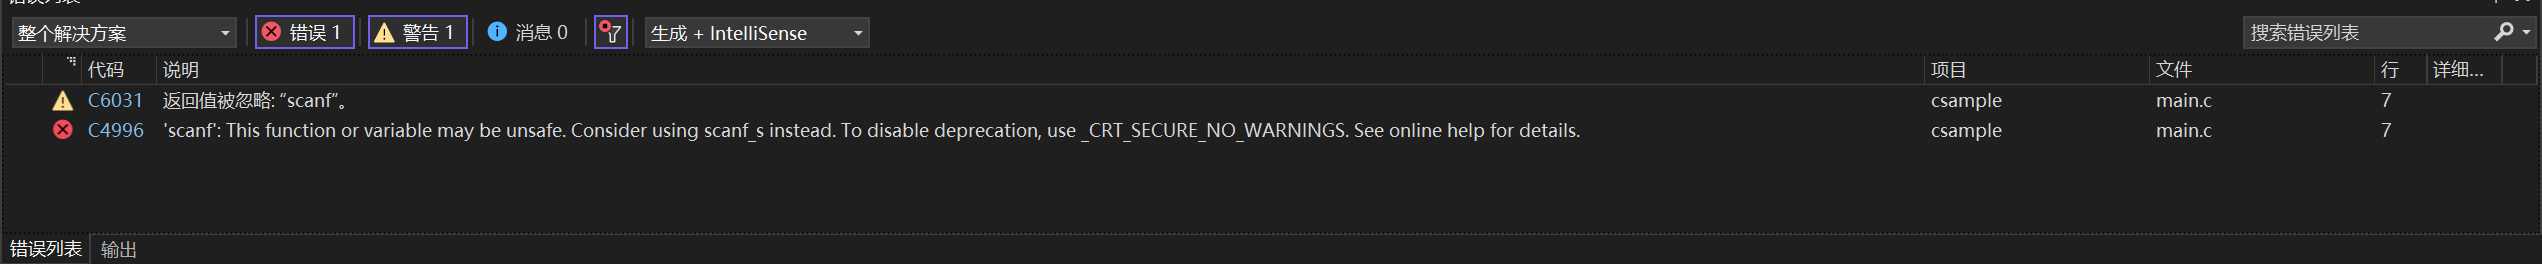 错误列表
整个解决方案 错误 1 警告 1 消息 0 生成 + IntelliSense 搜索错误列表
代码 说明 项目 文件 行 详细...
C6031 返回值被忽略: “scanf”。 csample main.c 7
C4996 'scanf': This function or variable may be unsafe. Consider using scanf_s instead. To disable deprecation, use _CRT_SECURE_NO_WARNINGS. See online help for details. csample main.c 7
错误列表 输出